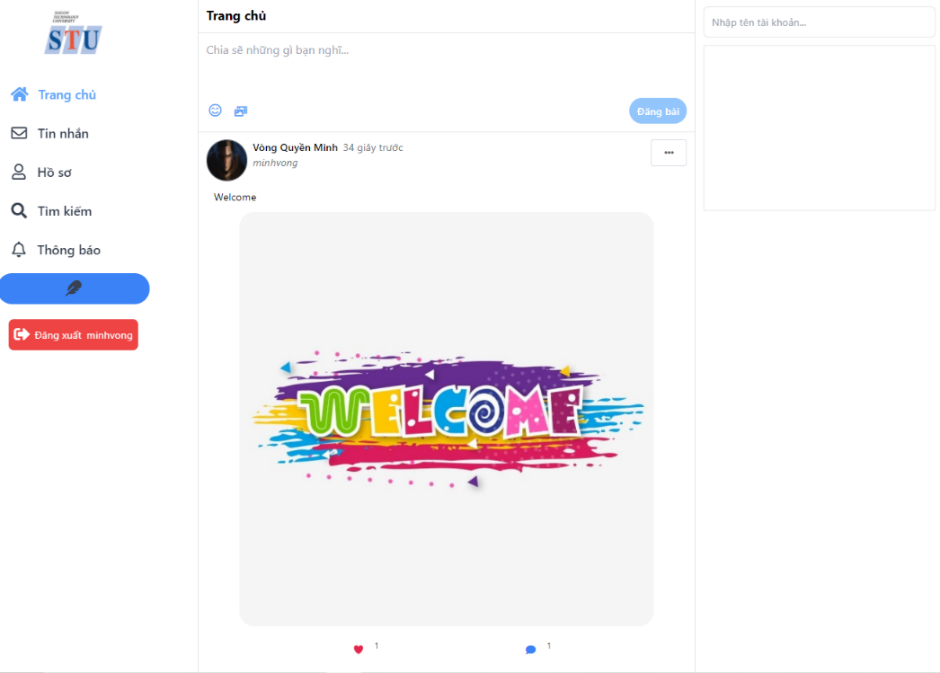 SAIGON
TECHNOLOGY
UNIVERSITY
STU
Trang chủ
Tin nhắn
Hồ sơ
Tìm kiếm
Thông báo
Đăng xuất minhvong
Trang chủ
Chia sẽ những gì bạn nghĩ...
Đăng bài
Vòng Quyền Minh 34 giây trước
minhvong
Welcome
WELCOME
1
1
Nhập tên tài khoản...